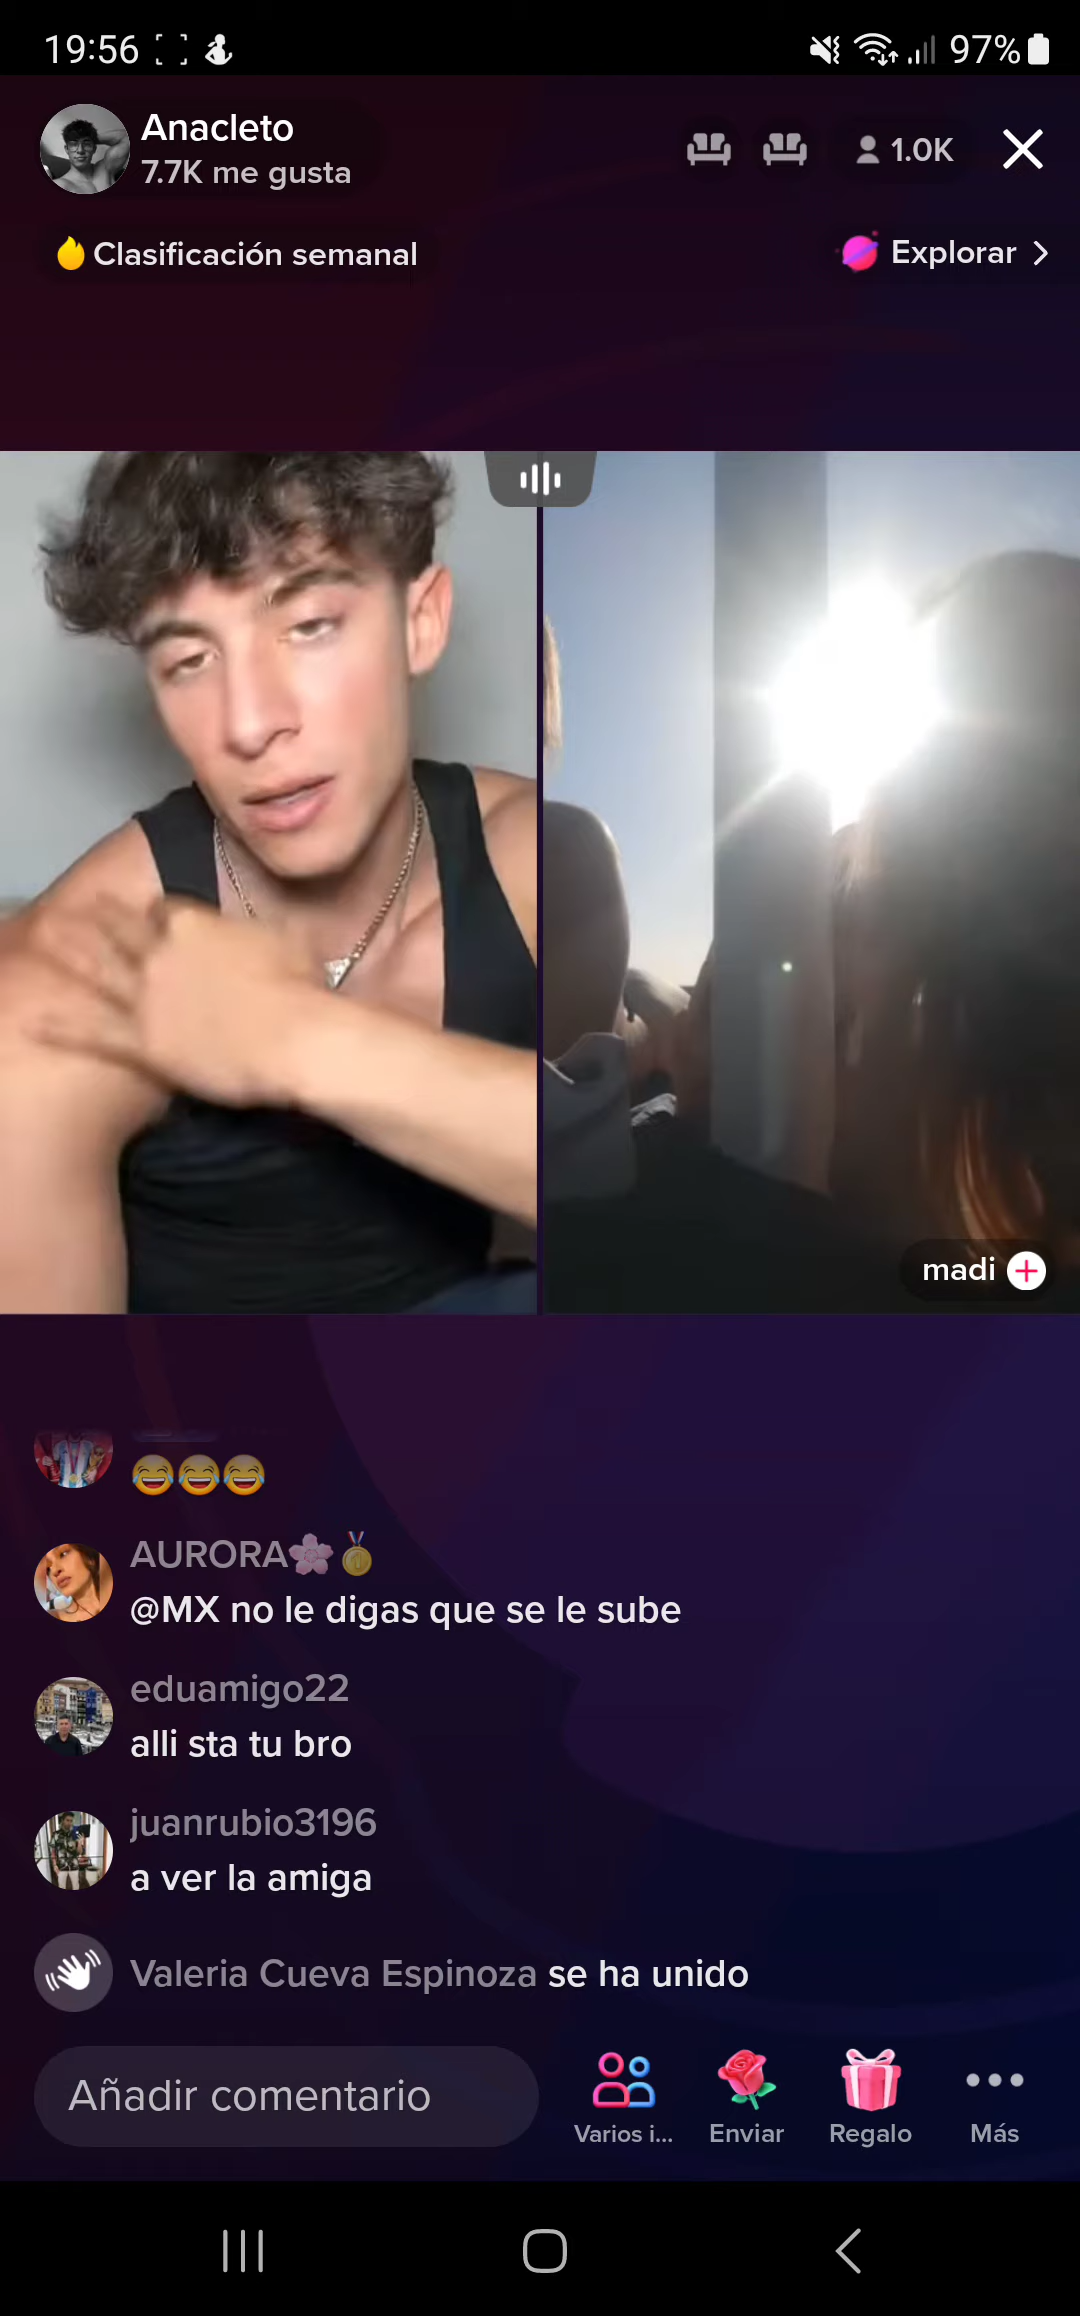 19:56
97%
Anacleto
7.7K me gusta
1.0K
Clasificación semanal
Explorar
madi
😂😂😂
AURORA🌸🏅
@MX no le digas que se le sube
eduamigo22
alli sta tu bro
juanrubio3196
a ver la amiga
Valeria Cueva Espinoza se ha unido
Añadir comentario
Varios i...
Enviar
Regalo
Más